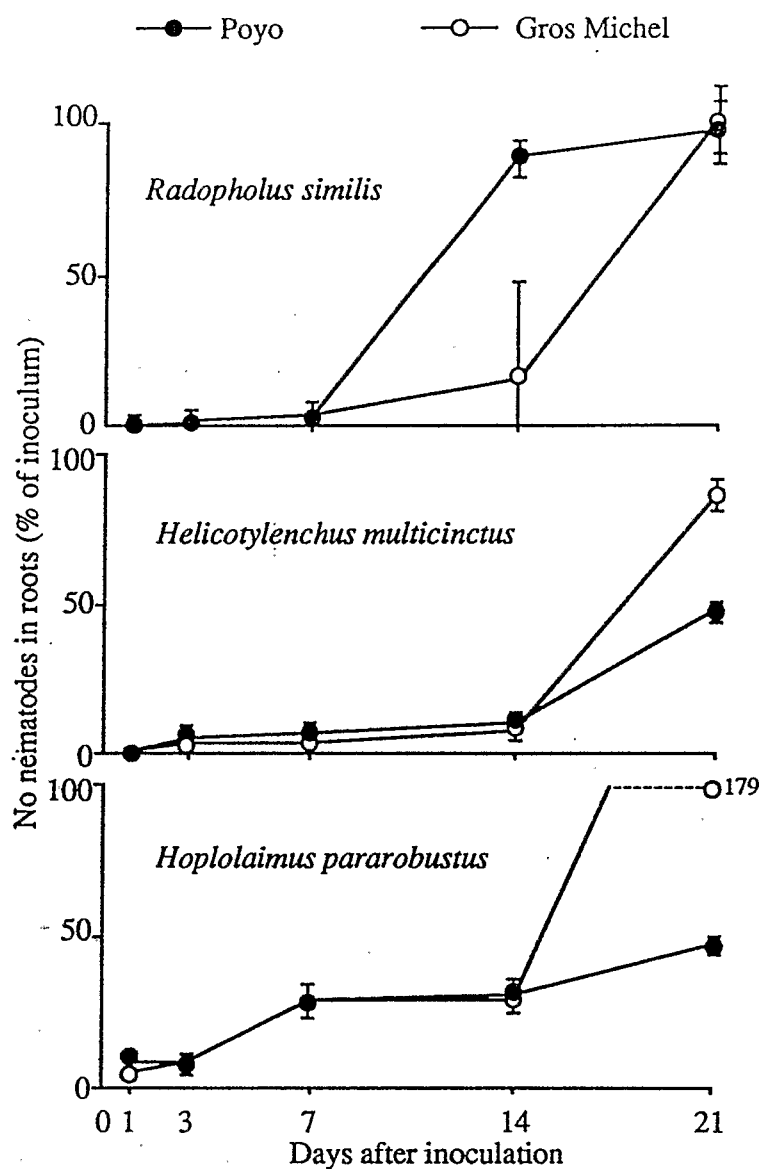 Poyo Gros Michel
100
Radopholus similis
50
0
100
Helicotylenchus multicinctus
50
0
100
179
Hoplolaimus pararobustus
50
0
0 1 3 7 14 21
Days after inoculation
No nematodes in roots (% of inoculum)